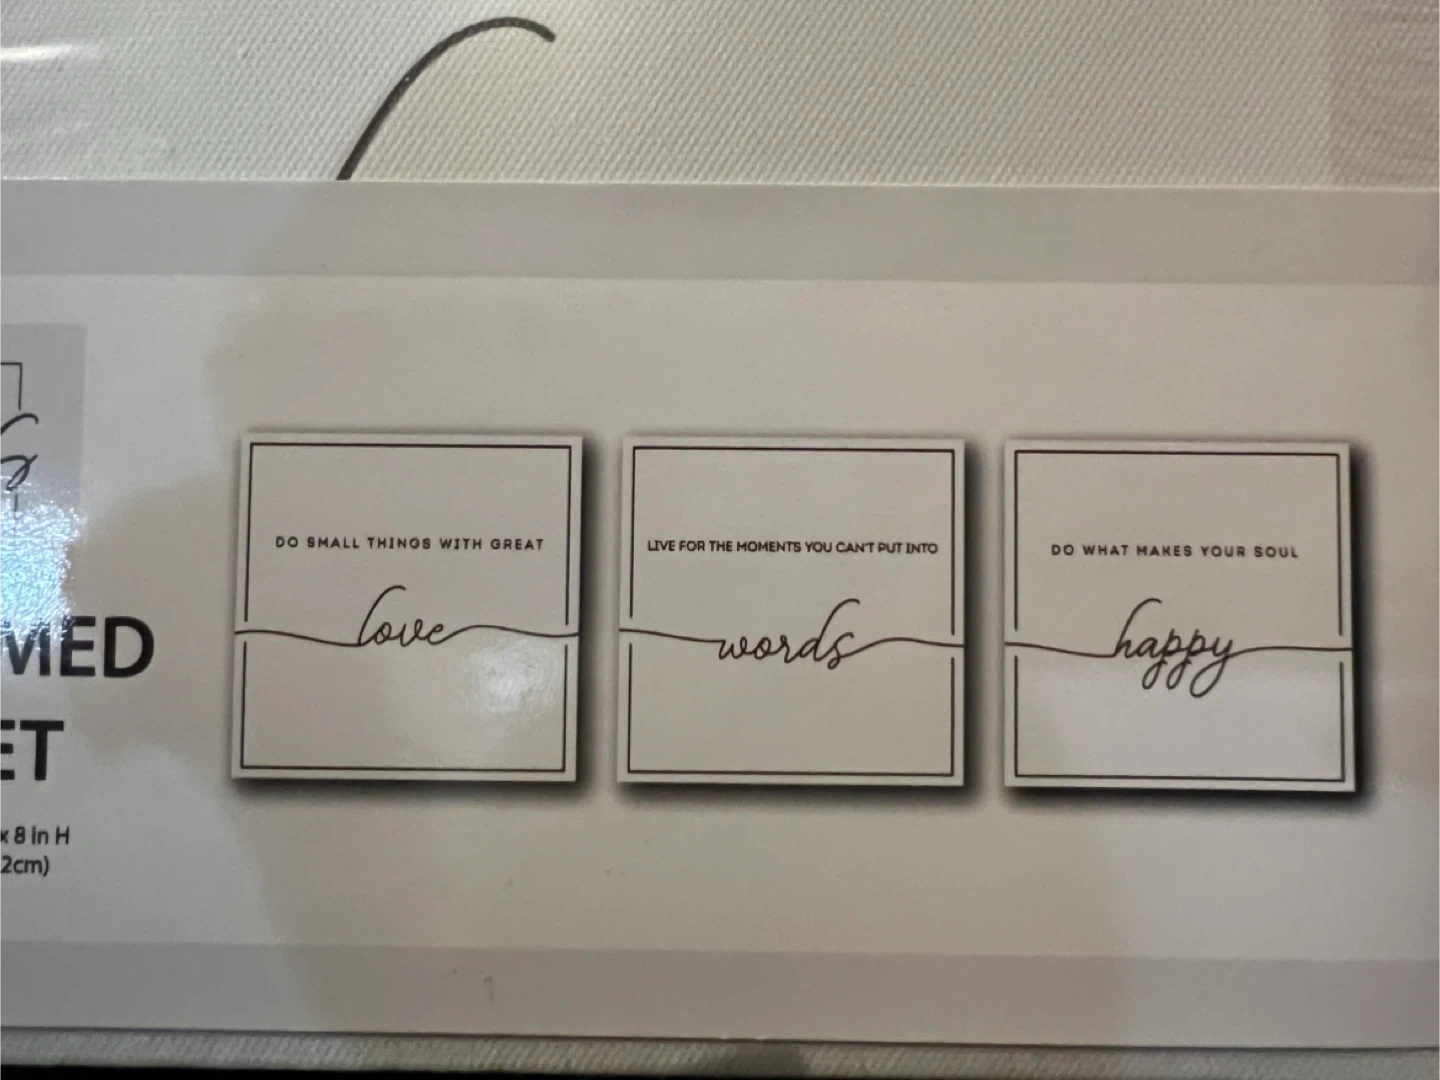 MED
ET
x 8 in H
2cm)
DO SMALL THINGS WITH GREAT
love
LIVE FOR THE MOMENTS YOU CAN'T PUT INTO
words
DO WHAT MAKES YOUR SOUL
happy